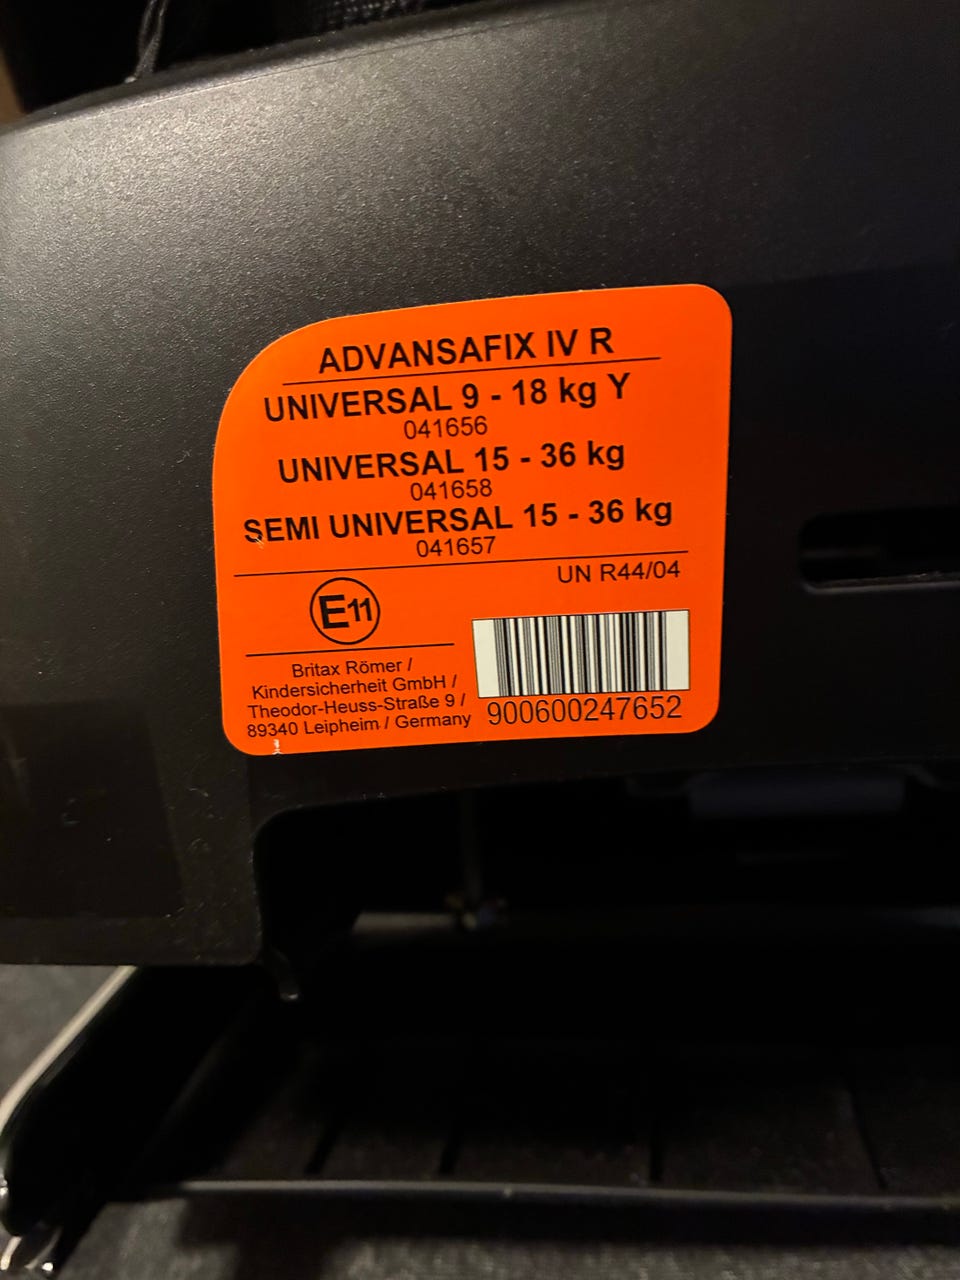 ADVANSAFIX IV R
UNIVERSAL 9 - 18 kg Y
041656
UNIVERSAL 15 - 36 kg
041658
SEMI UNIVERSAL 15 - 36 kg
041657
UN R44/04
E11
Britax Römer /
Kindersicherheit GmbH /
Theodor-Heuss-Straße 9 /
89340 Leipheim / Germany
900600247652